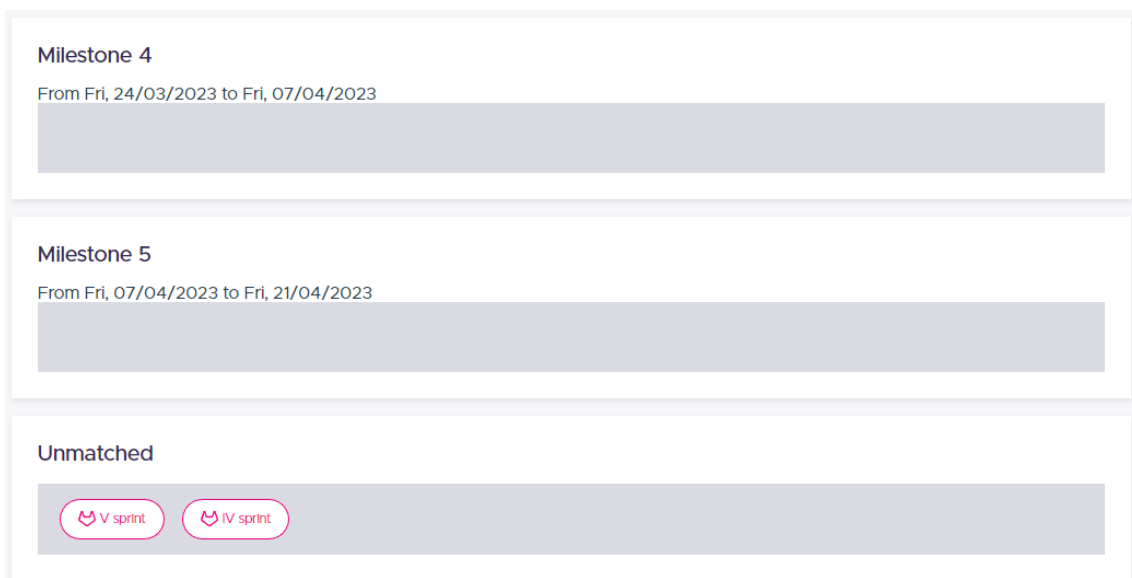 Milestone 4
From Fri, 24/03/2023 to Fri, 07/04/2023
Milestone 5
From Fri, 07/04/2023 to Fri, 21/04/2023
Unmatched
V sprint IV sprint